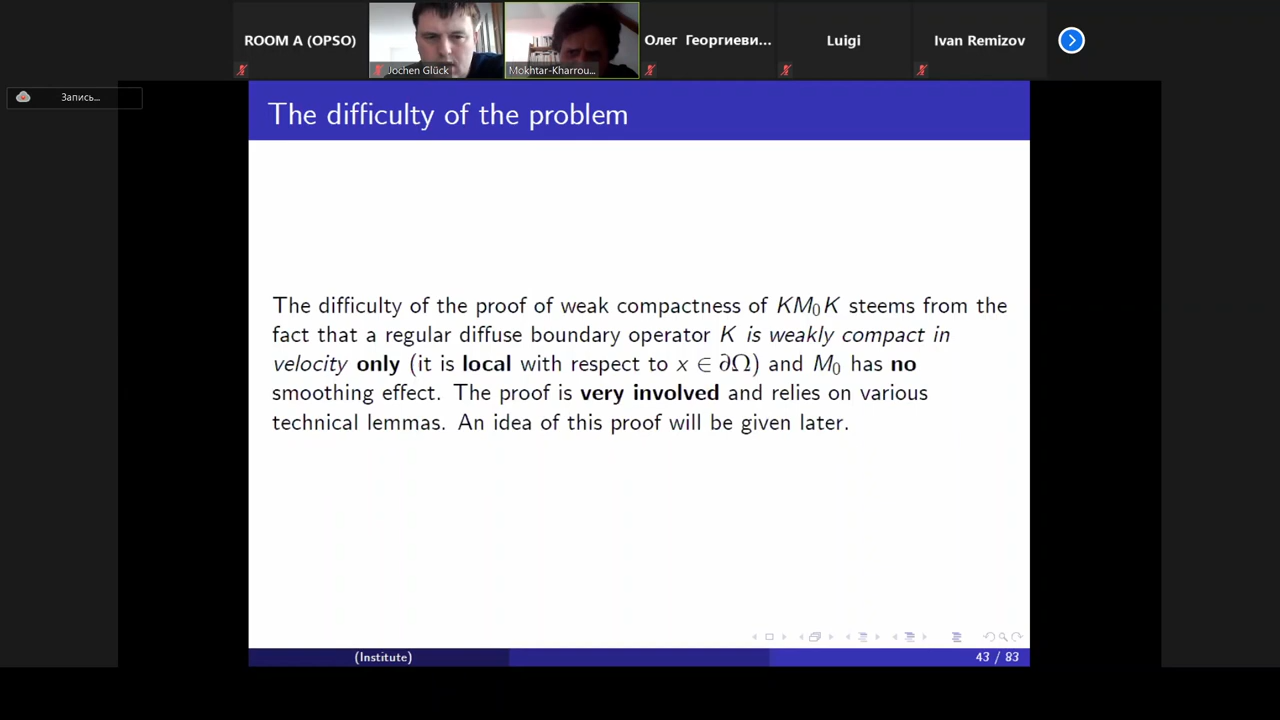 ROOM A (OPSO)
Jochen Glück
Mokhtar-Kharrou...
Олег Георгиеви...
Luigi
Ivan Remizov
Запись...
The difficulty of the problem
The difficulty of the proof of weak compactness of KM₀K steems from the
fact that a regular diffuse boundary operator K is weakly compact in
velocity only (it is local with respect to x ∈ ∂Ω) and M₀ has no
smoothing effect. The proof is very involved and relies on various
technical lemmas. An idea of this proof will be given later.
(Institute)
43 / 83